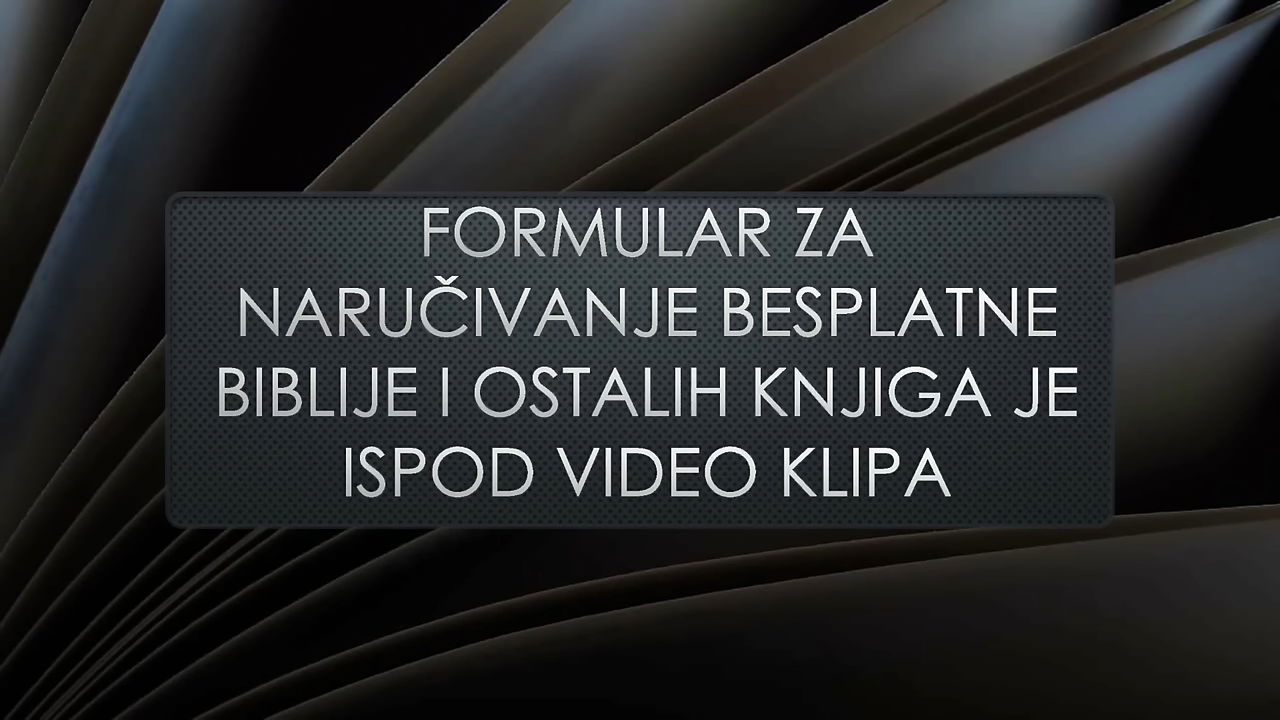 FORMULAR ZA
NARUČIVANJE BESPLATNE
BIBLIJE I OSTALIH KNJIGA JE
ISPOD VIDEO KLIPA